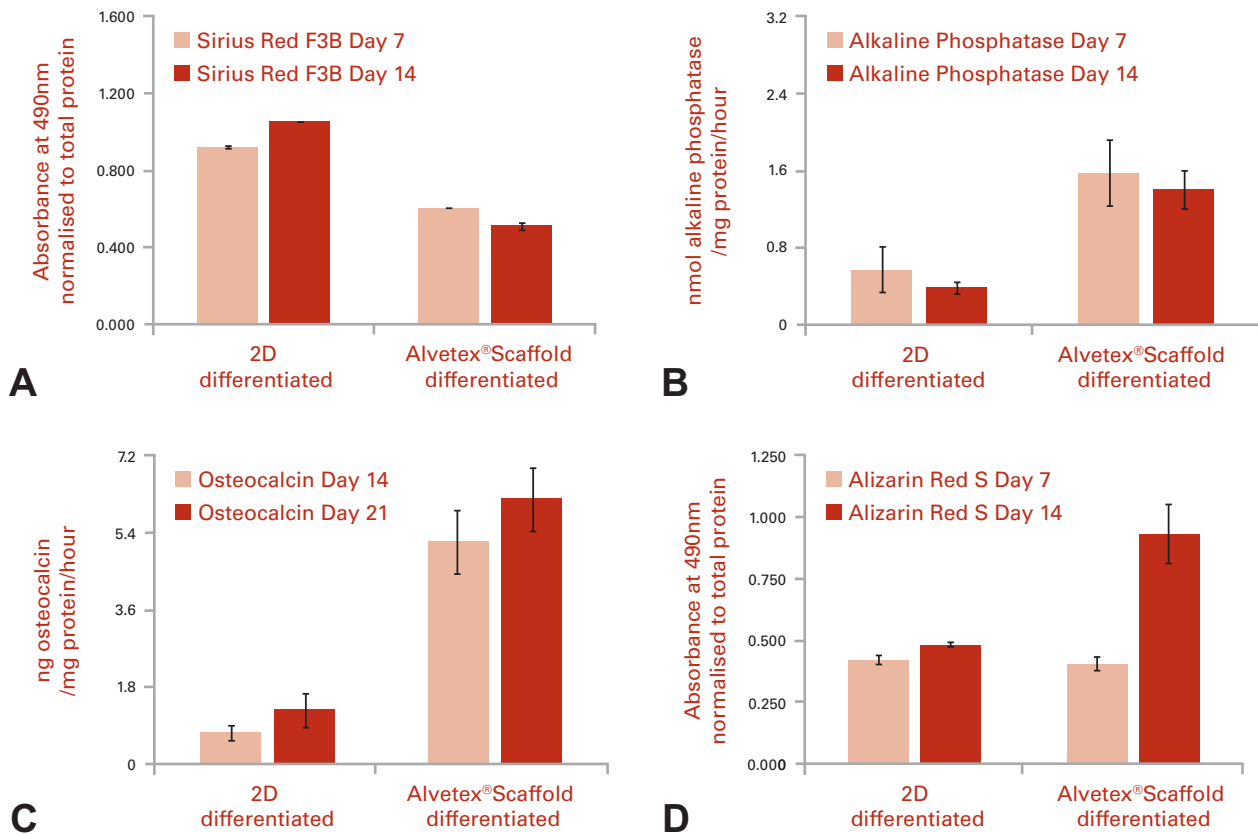 1.600
1.200
0.800
0.400
0.000
Absorbance at 490nm
normalised to total protein
Sirius Red F3B Day 7
Sirius Red F3B Day 14
2D
differentiated
Alvetex®Scaffold
differentiated
A
3.2
2.4
1.6
0.8
0
nmol alkaline phosphatase
/mg protein/hour
Alkaline Phosphatase Day 7
Alkaline Phosphatase Day 14
2D
differentiated
Alvetex®Scaffold
differentiated
B
7.2
5.4
3.6
1.8
0
ng osteocalcin
/mg protein/hour
Osteocalcin Day 14
Osteocalcin Day 21
2D
differentiated
Alvetex®Scaffold
differentiated
C
1.250
1.000
0.750
0.500
0.250
0.000
Absorbance at 490nm
normalised to total protein
Alizarin Red S Day 7
Alizarin Red S Day 14
2D
differentiated
Alvetex®Scaffold
differentiated
D